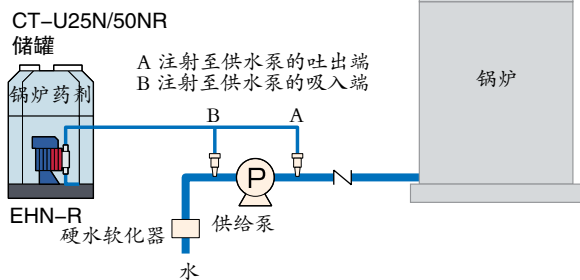 CT-U25N/50NR
储罐
A 注射至供水泵的吐出端
B 注射至供水泵的吸入端
锅炉药剂
锅炉
B
A
P
EHN-R
硬水软化器
供给泵
水